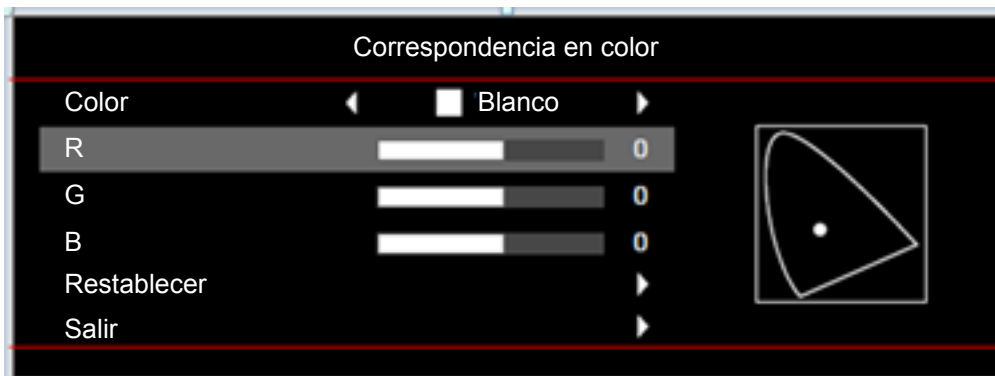 Correspondencia en color
Color Blanco
R 0
G 0
B 0
Restablecer
Salir